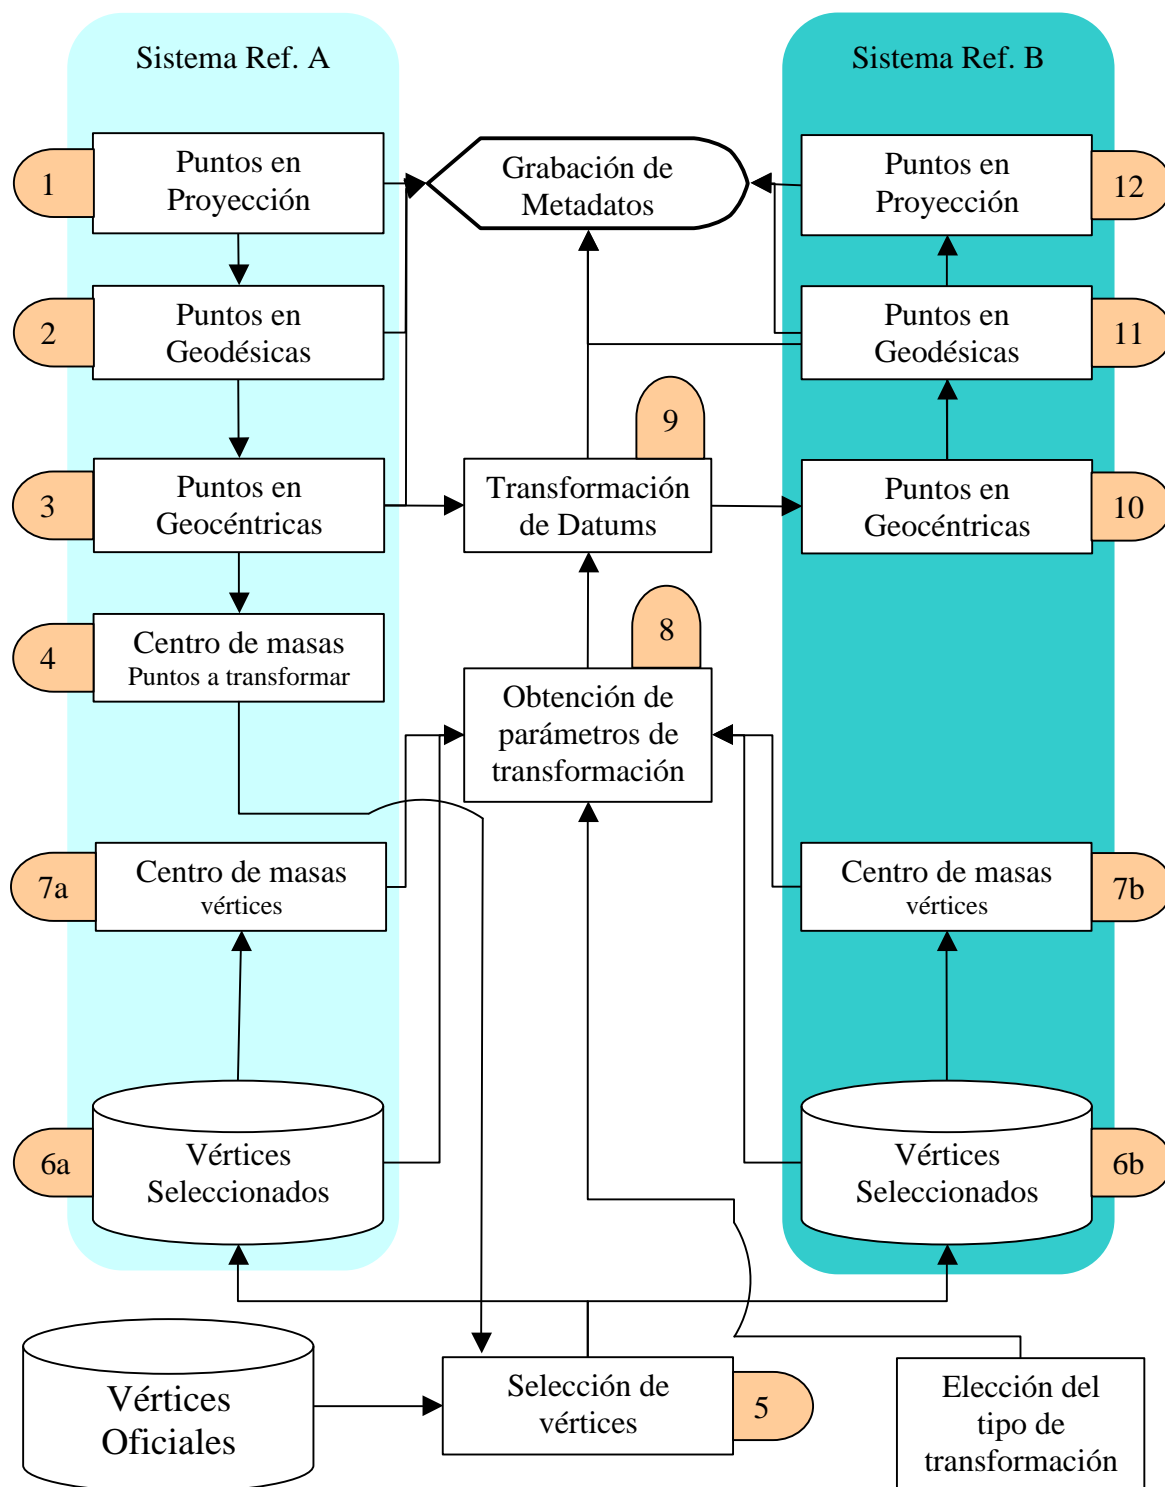 Sistema Ref. A
Sistema Ref. B
1
Puntos en
Proyección
Grabación de
Metadatos
Puntos en
Proyección
12
2
Puntos en
Geodésicas
Puntos en
Geodésicas
11
9
3
Puntos en
Geocéntricas
Transformación
de Datums
Puntos en
Geocéntricas
10
4
Centro de masas
Puntos a transformar
8
Obtención de
parámetros de
transformación
7a
Centro de masas
vértices
Centro de masas
vértices
7b
6a
Vértices
Seleccionados
Vértices
Seleccionados
6b
Vértices
Oficiales
Selección de
vértices
5
Elección del
tipo de
transformación